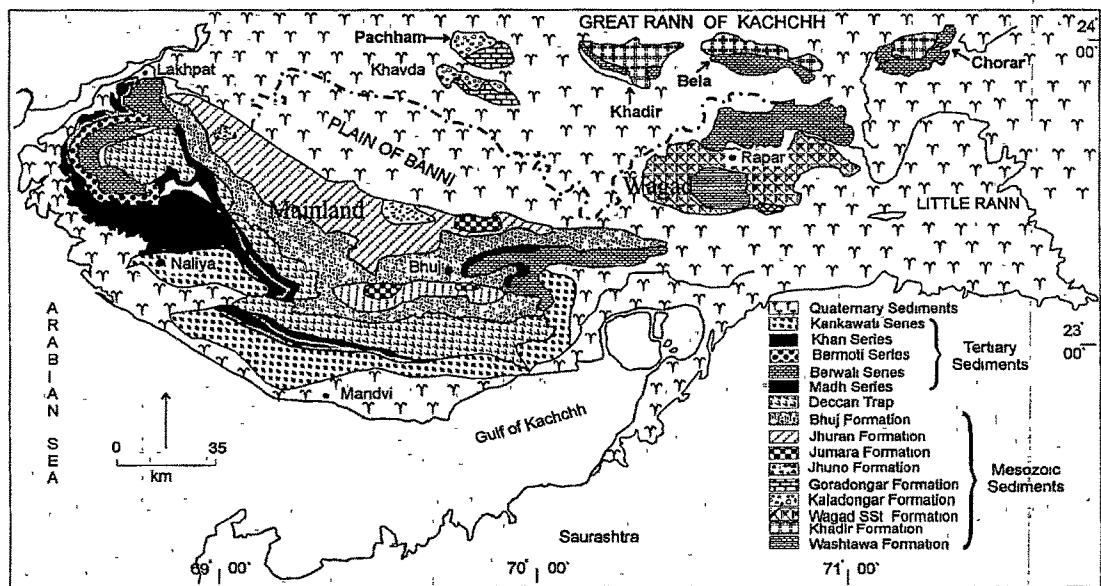 GREAT RANN OF KACHCHH
24°
00'
Pachham
Lakhpat
Khavda
Chorar
Bela
Khadir
PLAIN OF BANNI
Rapar
Wagad
Mainland
LITTLE RANN
Naliya
Bhuj
ARABIAN SEA
Mandvi
Gulf of Kachchh
Saurashtra
0 35
km
23°
00'
Quaternary Sediments
Kankawati Series
Khari Series
Bermoti Series
Berwali Series
Madh Series
Tertiary
Sediments
Deccan Trap
Bhuj Formation
Jhuran Formation
Jumara Formation
Jhurio Formation
Goradongar Formation
Kaladongar Formation
Wagad SSt Formation
Khadir Formation
Washtawa Formation
Mesozoic
Sediments
69° 00'
70° 00'
71° 00'